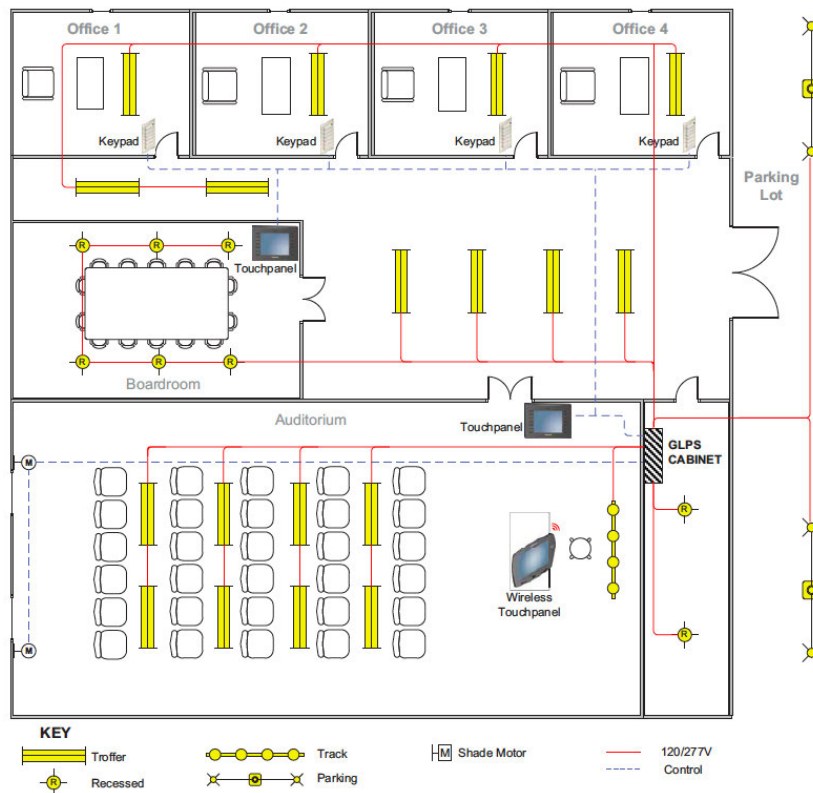 Office 1
Office 2
Office 3
Office 4
Keypad
Keypad
Keypad
Keypad
Parking
Lot
R
R
R
Touchpanel
R
R
R
Boardroom
Auditorium
Touchpanel
GLPS
CABINET
M
R
Wireless
Touchpanel
R
M
KEY
Troffer
Track
M
Shade Motor
120/277V
R
Recessed
Parking
Control